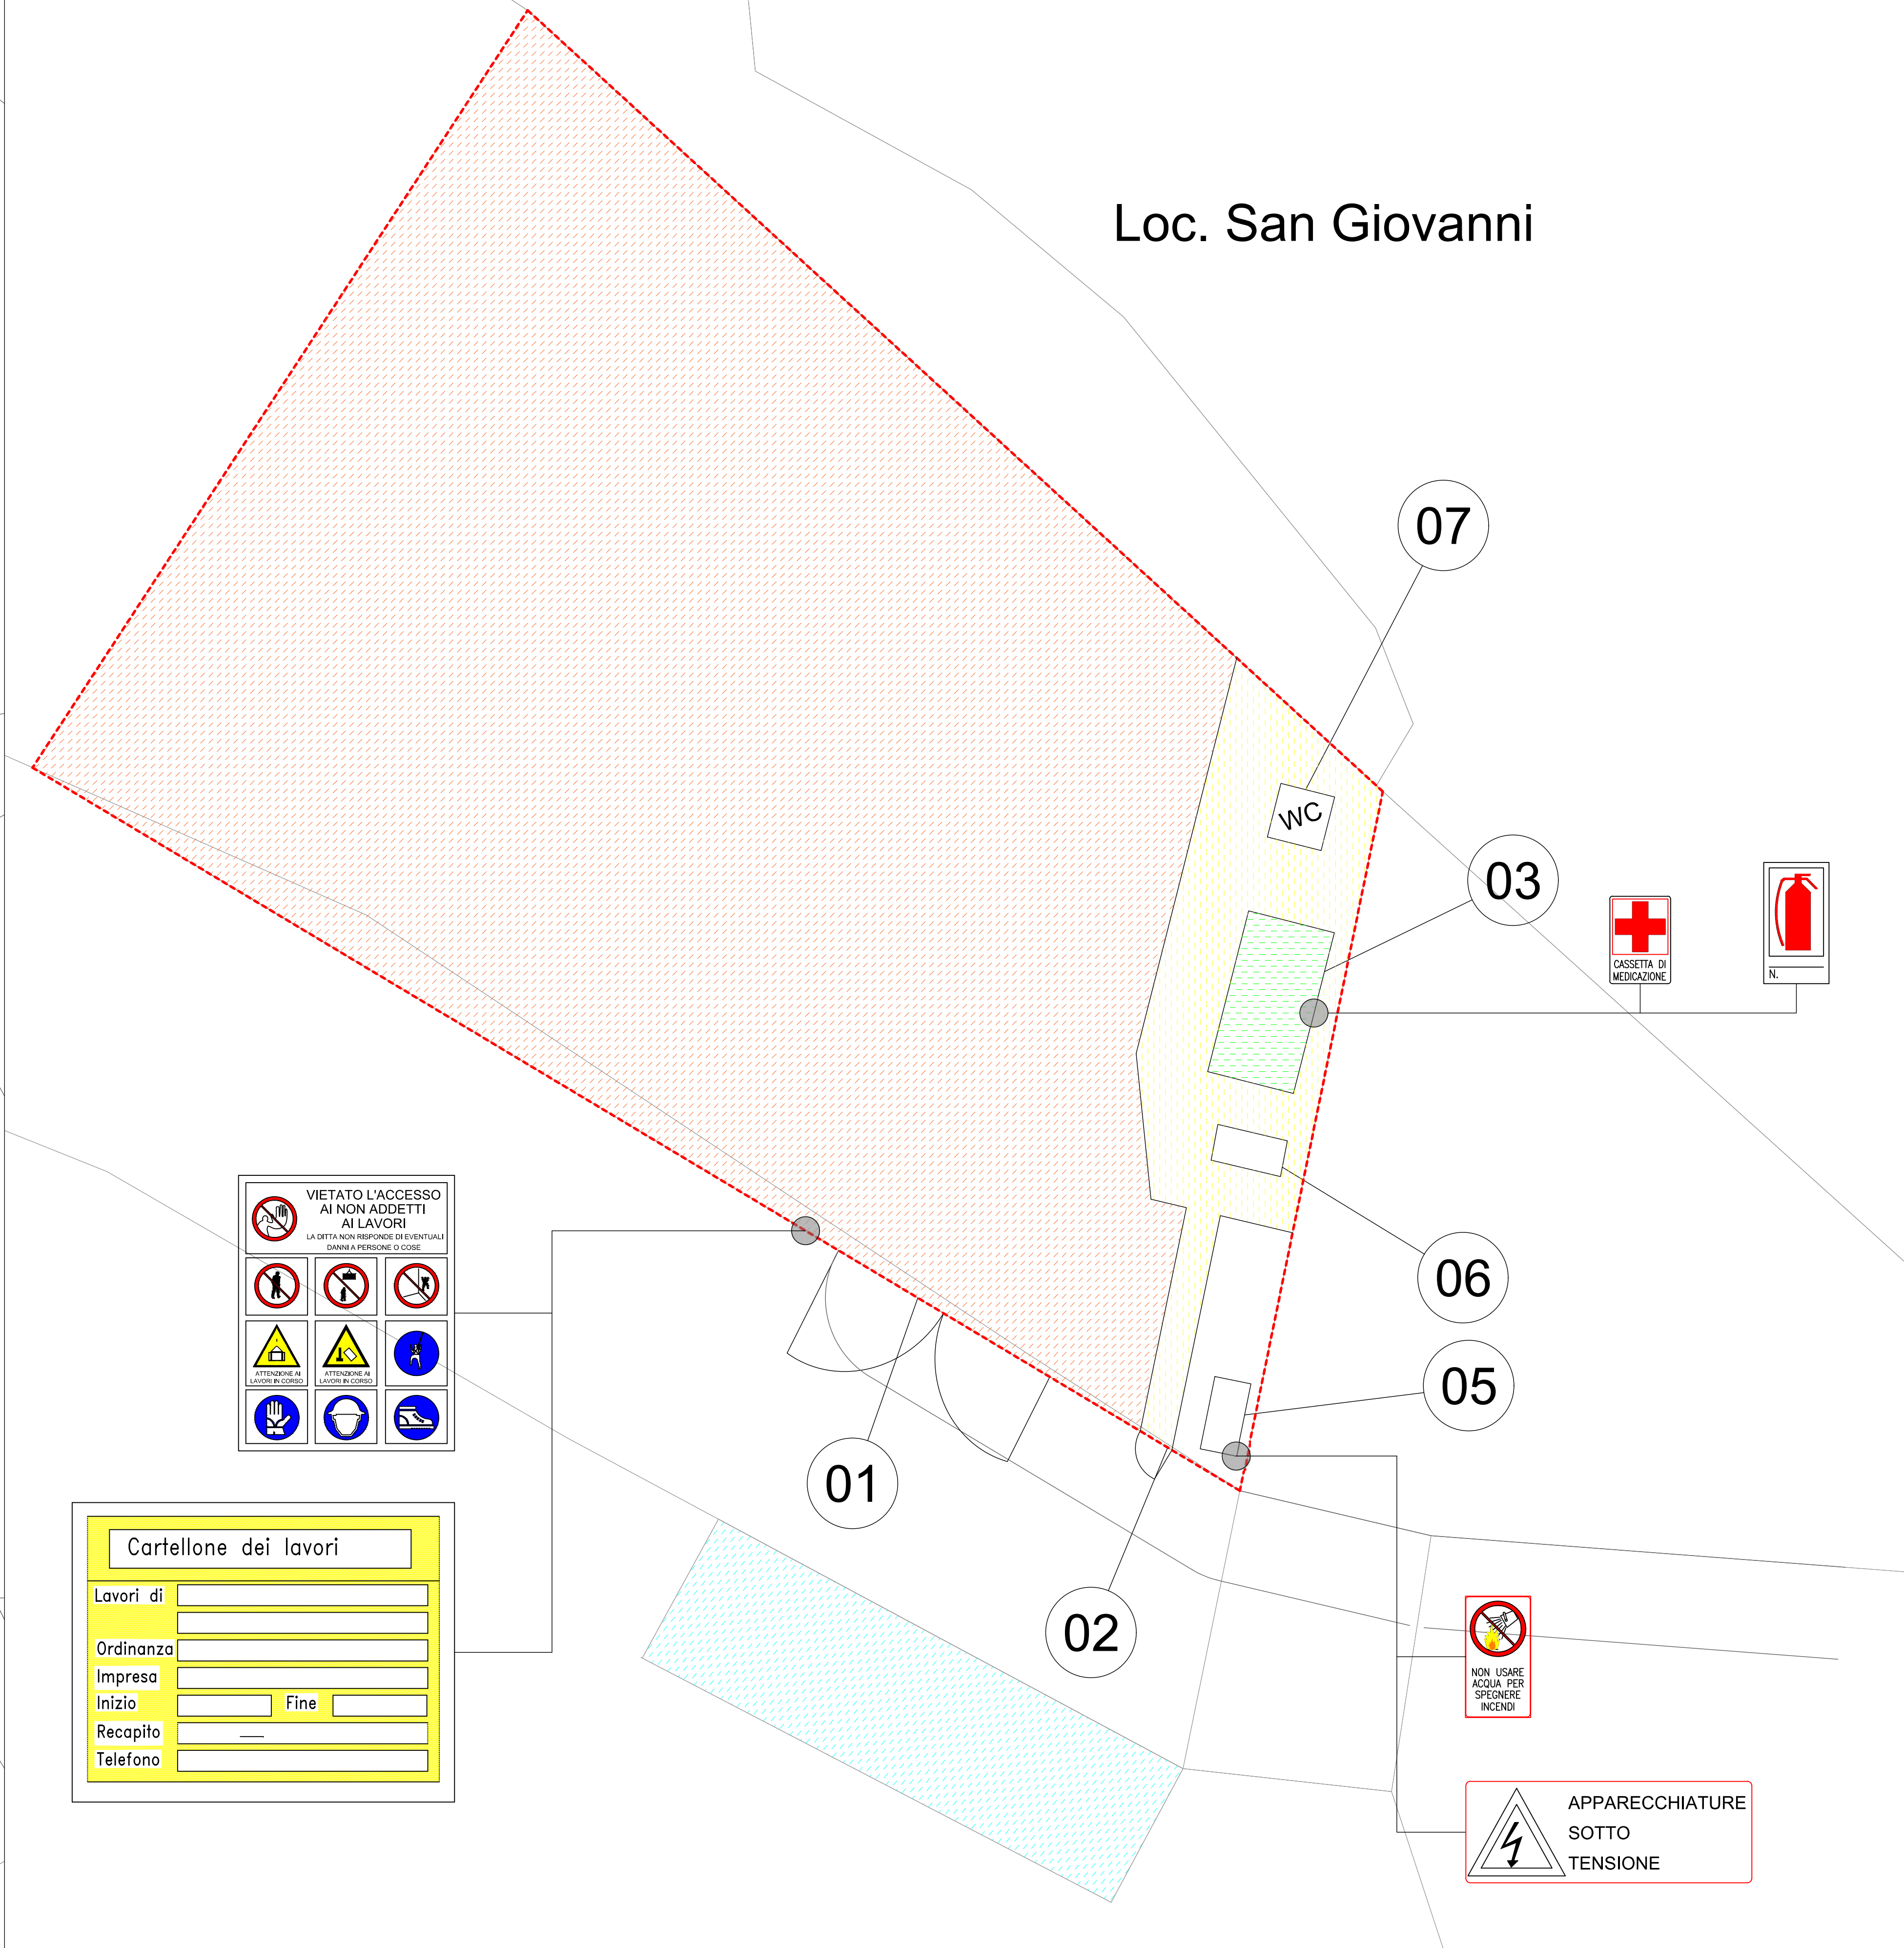 Loc. San Giovanni
07
WC
03
CASSETTA DI
MEDICAZIONE
N.
VIETATO L'ACCESSO
AI NON ADDETTI
AI LAVORI
LA DITTA NON RISPONDE DI EVENTUALI
DANNI A PERSONE O COSE
ATTENZIONE AI
LAVORI IN CORSO
ATTENZIONE AI
LAVORI IN CORSO
06
05
01
02
Cartellone dei lavori
Lavori di
Ordinanza
Impresa
Inizio
Fine
Recapito
Telefono
NON USARE
ACQUA PER
SPEGNERE
INCENDI
APPARECCHIATURE
SOTTO
TENSIONE